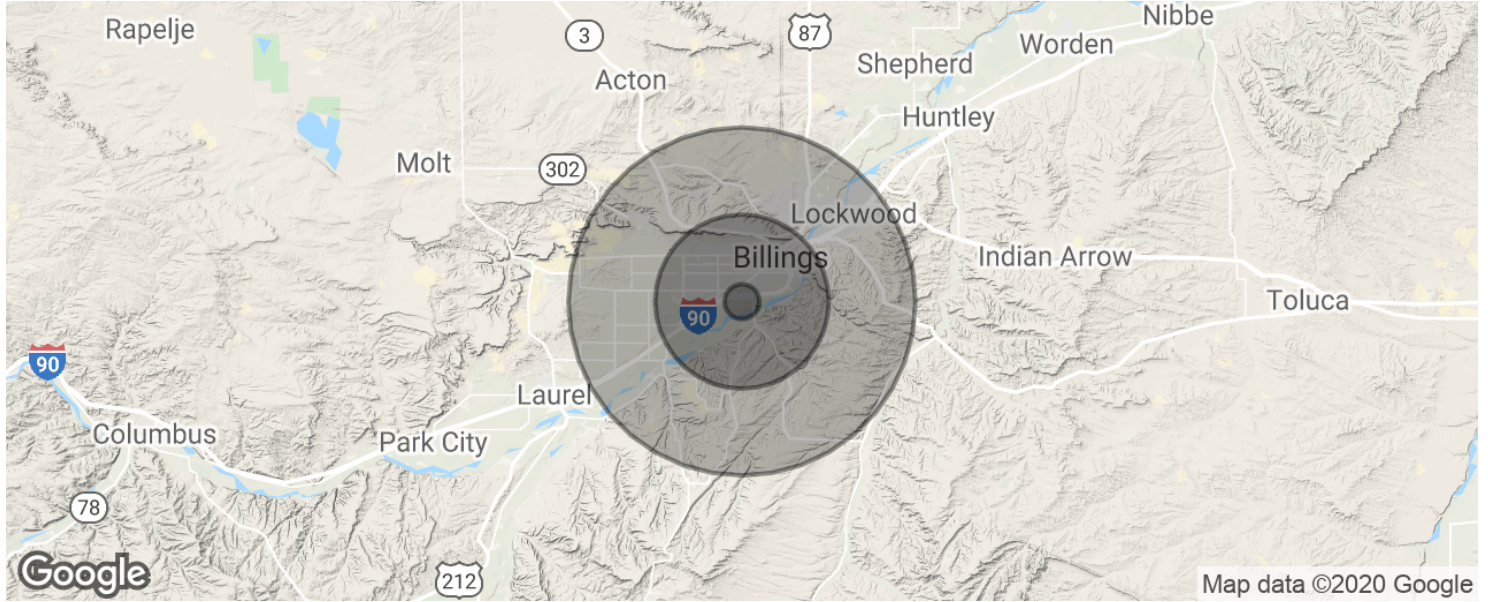 Rapelje
3
87
Nibbe
Worden
Shepherd
Acton
Huntley
Molt
302
Lockwood
Billings
Indian Arrow
Toluca
90
90
Laurel
Columbus
Park City
78
212
Google
Map data ©2020 Google